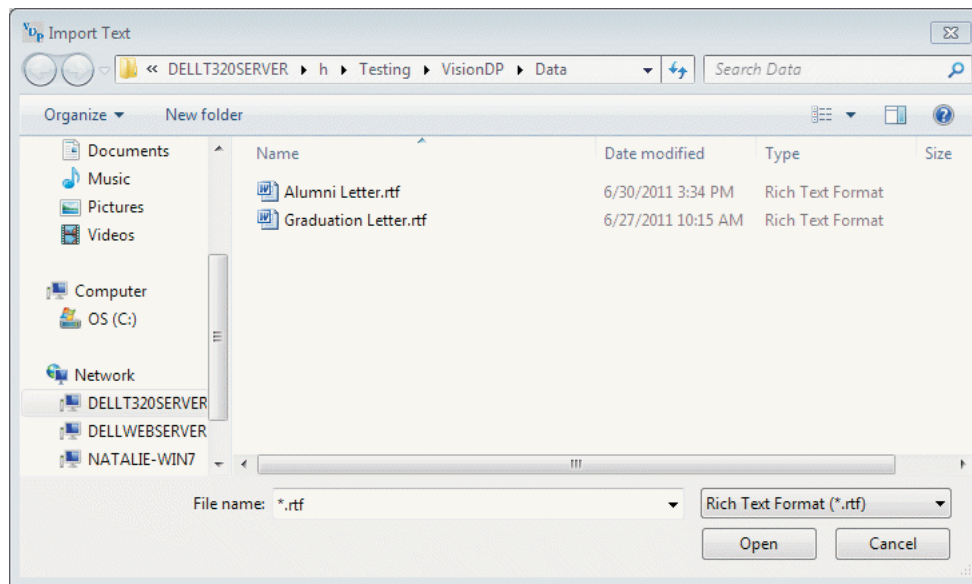 VDP Import Text
« DELLT320SERVER ▸ h ▸ Testing ▸ VisionDP ▸ Data Search Data
Organize New folder
Documents
Music
Pictures
Videos
Computer
OS (C:)
Network
DELLT320SERVER
DELLWEBSERVER
NATALIE-WIN7
Name Date modified Type Size
Alumni Letter.rtf 6/30/2011 3:34 PM Rich Text Format
Graduation Letter.rtf 6/27/2011 10:15 AM Rich Text Format
File name: *.rtf Rich Text Format (*.rtf)
Open Cancel